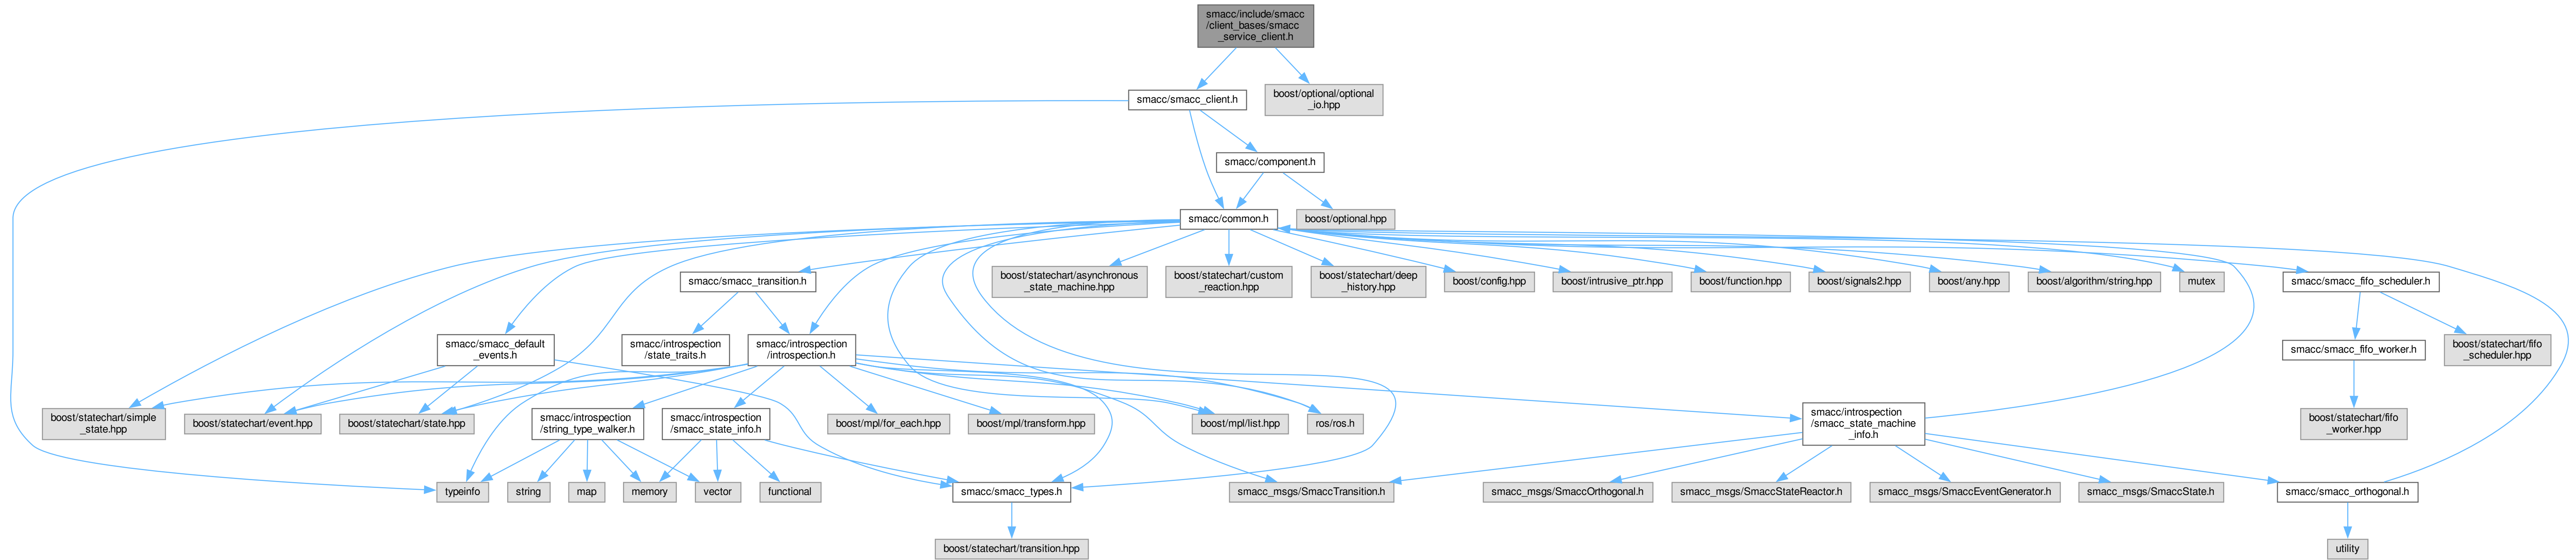 smacc/include/smacc
/client_bases/smacc
_service_client.h
smacc/smacc_client.h
boost/optional/optional
_io.hpp
smacc/component.h
smacc/common.h
boost/optional.hpp
smacc/smacc_transition.h
boost/statechart/asynchronous
_state_machine.hpp
boost/statechart/custom
_reaction.hpp
boost/statechart/deep
_history.hpp
boost/config.hpp
boost/intrusive_ptr.hpp
boost/function.hpp
boost/signals2.hpp
boost/any.hpp
boost/algorithm/string.hpp
mutex
smacc/smacc_fifo_scheduler.h
smacc/smacc_default
_events.h
smacc/introspection
/state_traits.h
smacc/introspection
/introspection.h
smacc/smacc_fifo_worker.h
boost/statechart/fifo
_scheduler.hpp
boost/statechart/simple
_state.hpp
boost/statechart/event.hpp
boost/statechart/state.hpp
smacc/introspection
/string_type_walker.h
smacc/introspection
/smacc_state_info.h
boost/mpl/for_each.hpp
boost/mpl/transform.hpp
boost/mpl/list.hpp
ros/ros.h
smacc/introspection
/smacc_state_machine
_info.h
boost/statechart/fifo
_worker.hpp
typeinfo
string
map
memory
vector
functional
smacc/smacc_types.h
smacc_msgs/SmaccTransition.h
smacc_msgs/SmaccOrthogonal.h
smacc_msgs/SmaccStateReactor.h
smacc_msgs/SmaccEventGenerator.h
smacc_msgs/SmaccState.h
smacc/smacc_orthogonal.h
boost/statechart/transition.hpp
utility